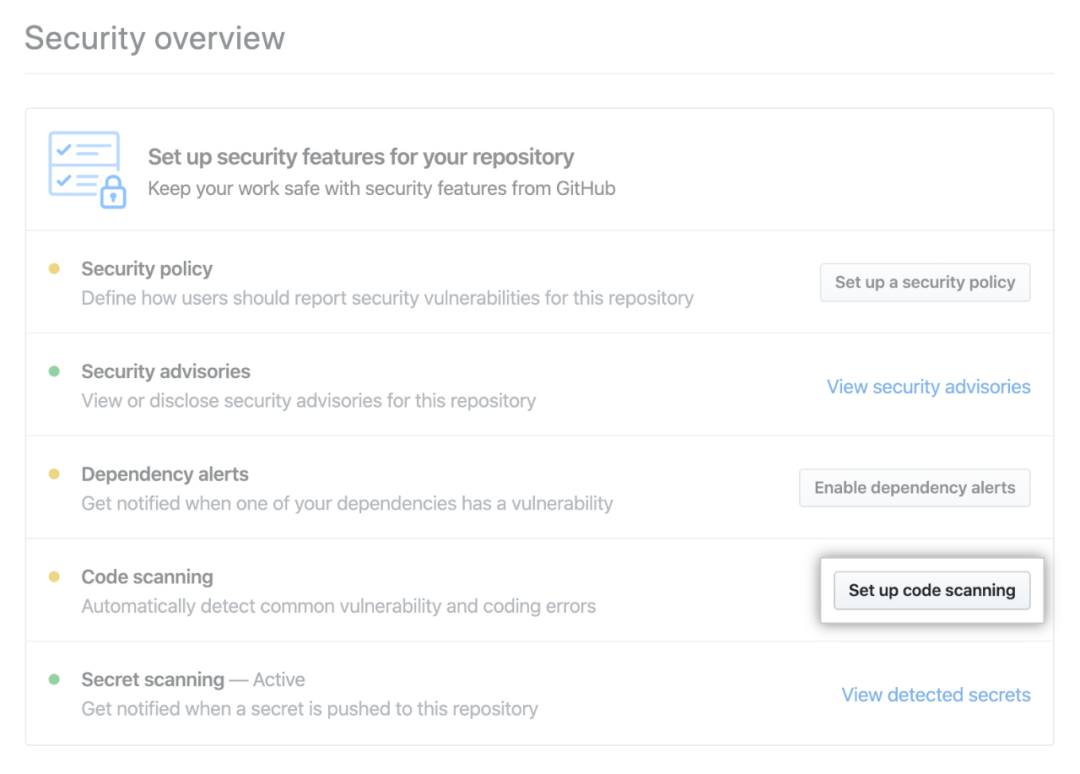 Security overview
Set up security features for your repository
Keep your work safe with security features from GitHub
Security policy
Define how users should report security vulnerabilities for this repository
Set up a security policy
Security advisories
View or disclose security advisories for this repository
View security advisories
Dependency alerts
Get notified when one of your dependencies has a vulnerability
Enable dependency alerts
Code scanning
Automatically detect common vulnerability and coding errors
Set up code scanning
Secret scanning — Active
Get notified when a secret is pushed to this repository
View detected secrets